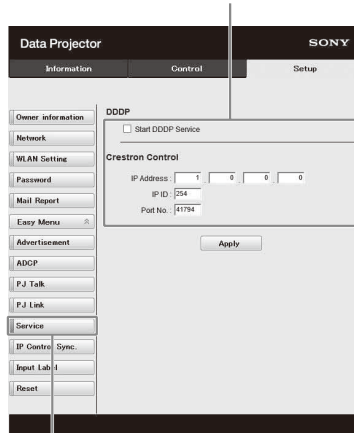 Data Projector
SONY
Information Control Setup
Owner information
Network
WLAN Setting
Password
Mail Report
Easy Menu
Advertisement
ADCP
PJ Talk
PJ Link
Service
IP Control Sync.
Input Label
Reset
DDDP
Start DDDP Service
Crestron Control
IP Address : 1 . 0 . 0 . 0
IP ID : 254
Port No. : 41794
Apply